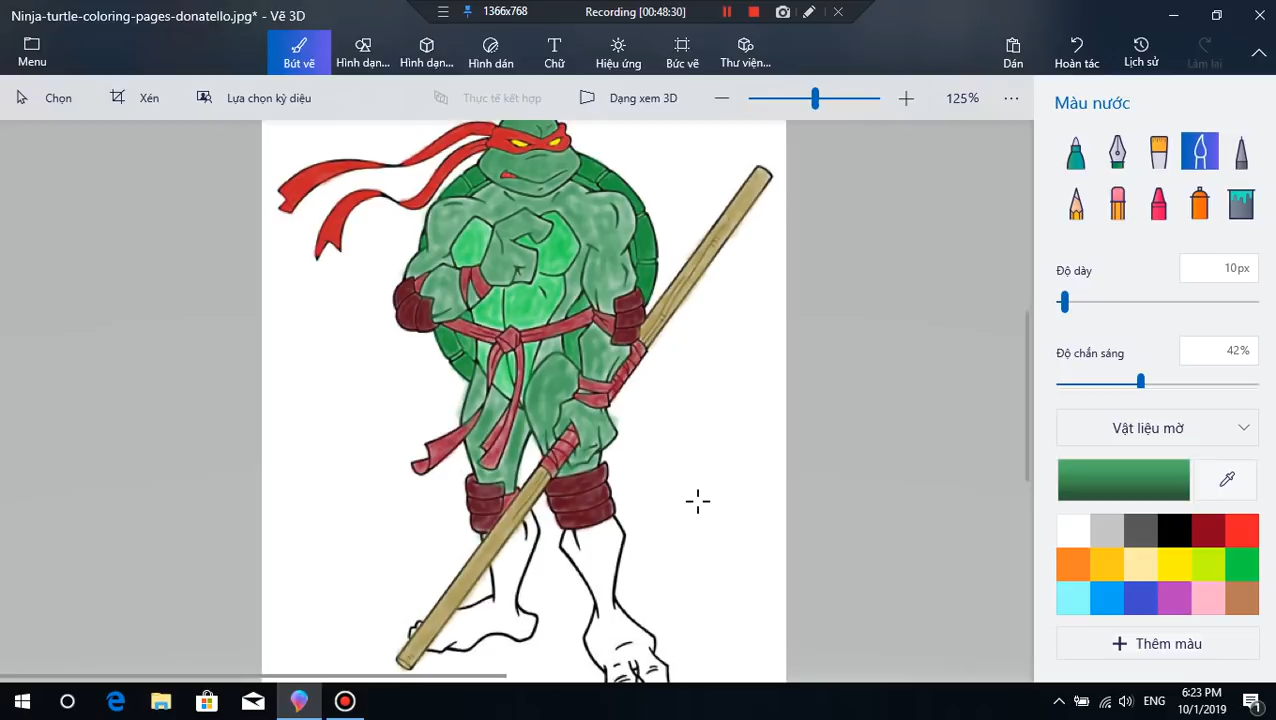 Ninja-turtle-coloring-pages-donatello.jpg* - Vẽ 3D
1366x768
Recording [00:48:30]
Menu
Bút vẽ
Hình dạn...
Hình dạn...
Hình dán
Chữ
Hiệu ứng
Bức vẽ
Thư viện...
Dán
Hoàn tác
Lịch sử
Làm lại
Chọn
Xén
Lựa chọn kỳ diệu
Thực tế kết hợp
Dạng xem 3D
125%
Màu nước
Độ dày
10px
Độ chắn sáng
42%
Vật liệu mờ
Thêm màu
ENG
6:23 PM
10/1/2019
1